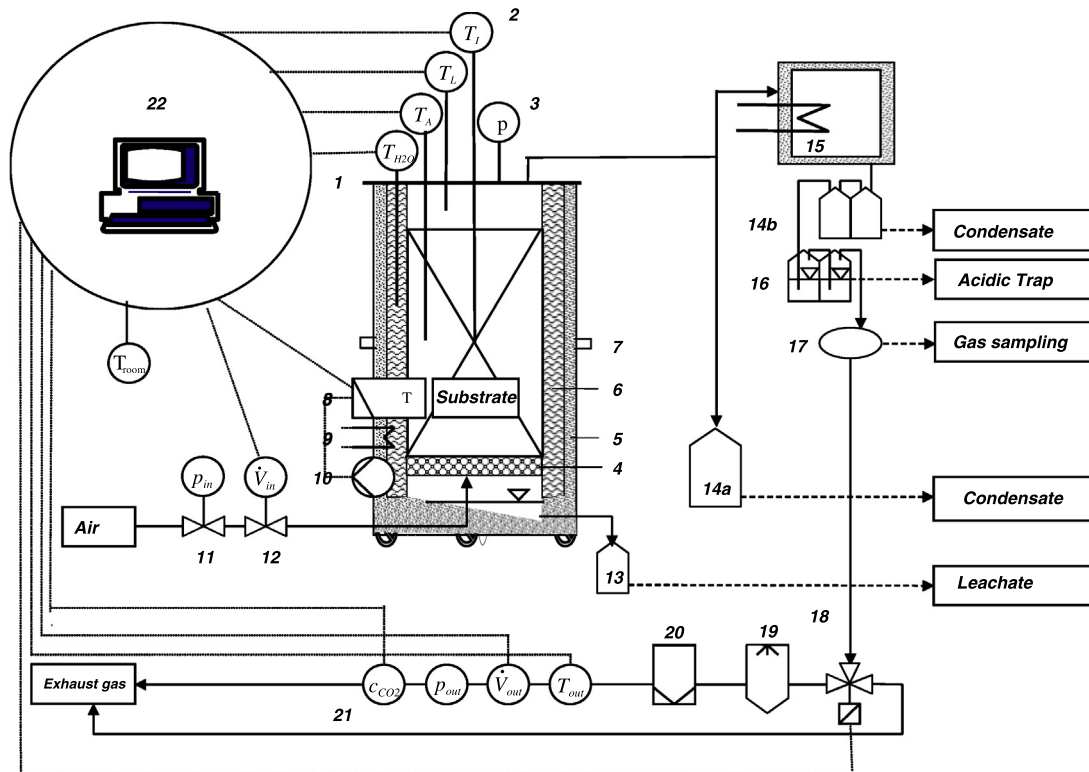 2
T_I
T_L
22
3
T_A
p
T_H2O
15
1
14b
Condensate
16
Acidic Trap
17
Gas sampling
7
T_room
8
T
Substrate
6
9
5
10
4
p_in
V̇_in
14a
Condensate
Air
11
12
13
Leachate
18
20
19
Exhaust gas
c_CO2
p_out
V̇_out
T_out
21